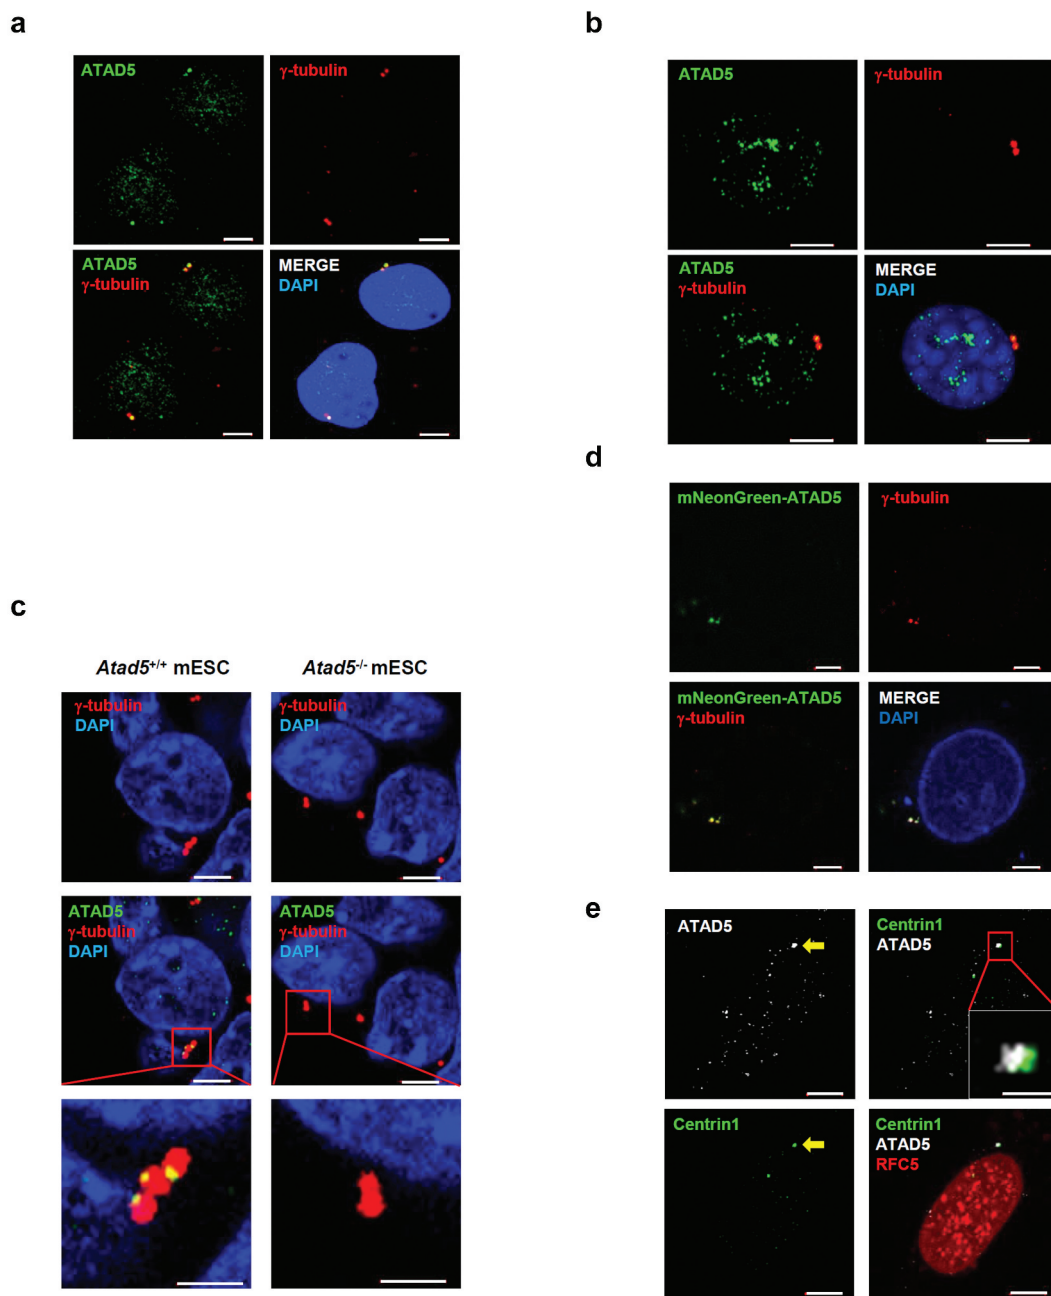 a
ATAD5
γ-tubulin
ATAD5
γ-tubulin
MERGE
DAPI
b
ATAD5
γ-tubulin
ATAD5
γ-tubulin
MERGE
DAPI
c
Atad5+/+ mESC
Atad5-/- mESC
γ-tubulin
DAPI
γ-tubulin
DAPI
ATAD5
γ-tubulin
DAPI
ATAD5
γ-tubulin
DAPI
d
mNeonGreen-ATAD5
γ-tubulin
mNeonGreen-ATAD5
γ-tubulin
MERGE
DAPI
e
ATAD5
Centrin1
ATAD5
Centrin1
Centrin1
ATAD5
RFC5